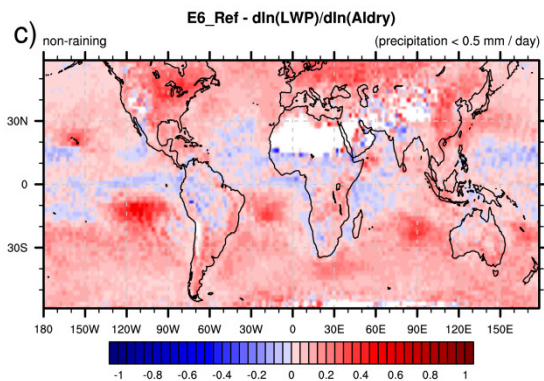 E6_Ref - dln(LWP)/dln(AIdry)
c)
non-raining (precipitation < 0.5 mm / day)
30N
0
30S
180 150W 120W 90W 60W 30W 0 30E 60E 90E 120E 150E
-1 -0.8 -0.6 -0.4 -0.2 0 0.2 0.4 0.6 0.8 1